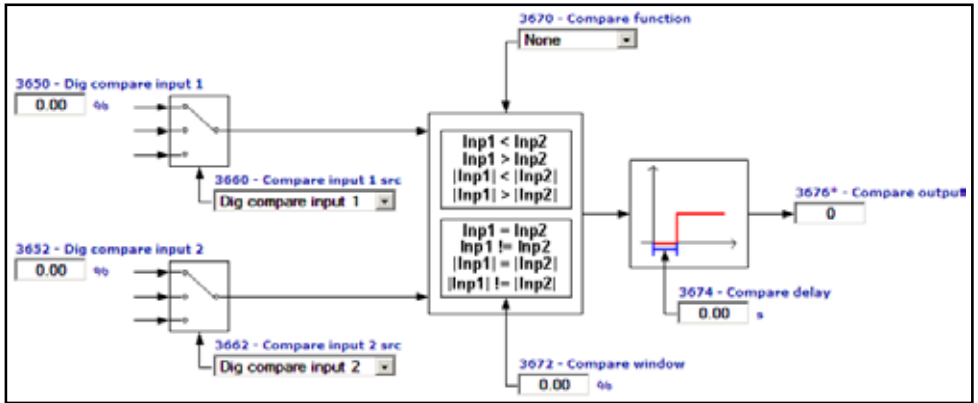 3670 - Compare function
None
3650 - Dig compare input 1
0.00 %
3660 - Compare input 1 src
Dig compare input 1
Inp1 < Inp2
Inp1 > Inp2
|Inp1| < |Inp2|
|Inp1| > |Inp2|
3676* - Compare output
0
3652 - Dig compare input 2
0.00 %
Inp1 = Inp2
Inp1 != Inp2
|Inp1| = |Inp2|
|Inp1| != |Inp2|
3674 - Compare delay
0.00 s
3662 - Compare input 2 src
Dig compare input 2
3672 - Compare window
0.00 %